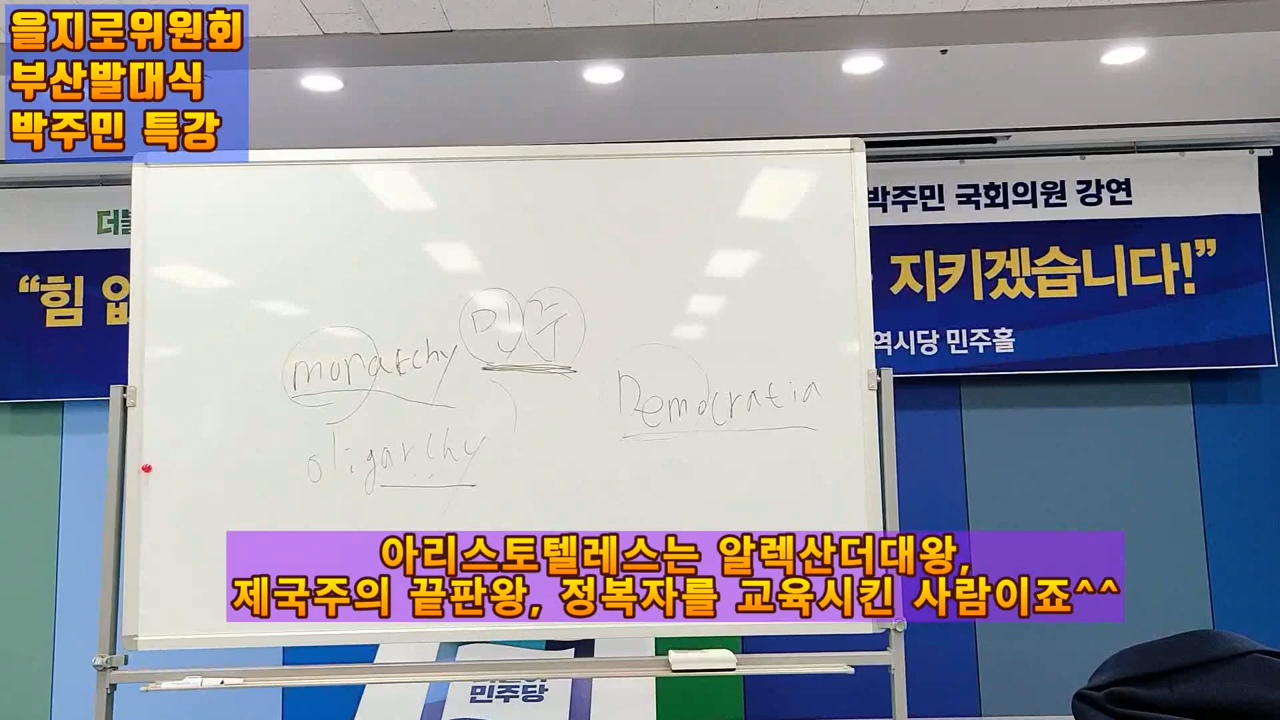 을지로위원회
부산발대식
박주민 특강
박주민 국회의원 강연
“힘
지키겠습니다!”
역시당 민주홀
민주
monarchy
Democratia
oligarchy
아리스토텔레스는 알렉산더대왕,
제국주의 끝판왕, 정복자를 교육시킨 사람이죠^^
민주당